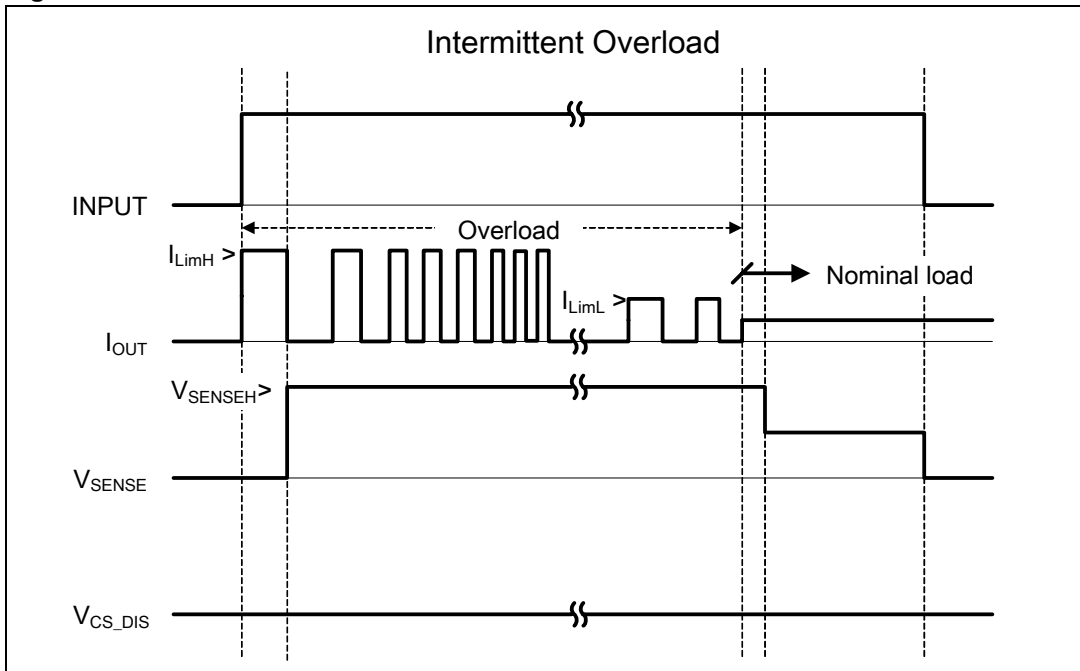 Intermittent Overload
INPUT
Overload
I_LimH >
Nominal load
I_LimL >
I_OUT
V_SENSEH >
V_SENSE
V_CS_DIS